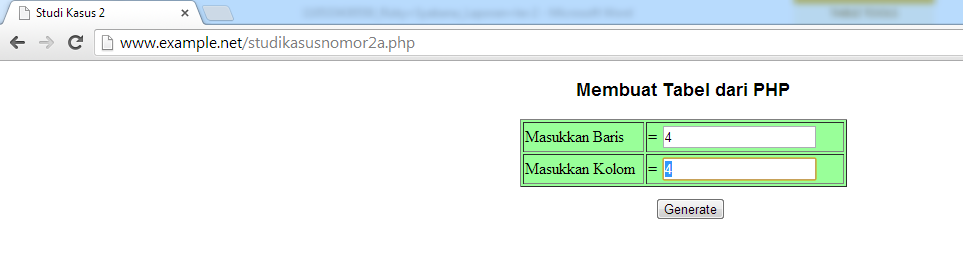 Studi Kasus 2
www.example.net/studikasusnomor2a.php
Membuat Tabel dari PHP
Masukkan Baris = 4
Masukkan Kolom = 4
Generate